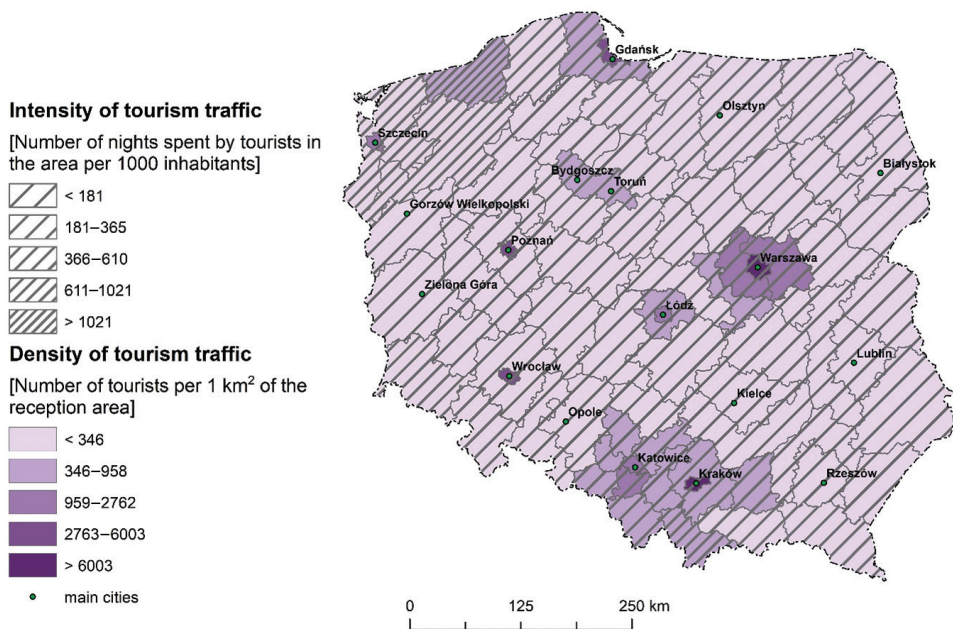 Intensity of tourism traffic
[Number of nights spent by tourists in
the area per 1000 inhabitants]
< 181
181–365
366–610
611–1021
> 1021
Density of tourism traffic
[Number of tourists per 1 km² of the
reception area]
< 346
346–958
959–2762
2763–6003
> 6003
main cities
Gdańsk
Olsztyn
Szczecin
Białystok
Bydgoszcz
Toruń
Gorzów Wielkopolski
Poznań
Warszawa
Zielona Góra
Łódź
Lublin
Wrocław
Kielce
Opole
Katowice
Kraków
Rzeszów
0 125 250 km